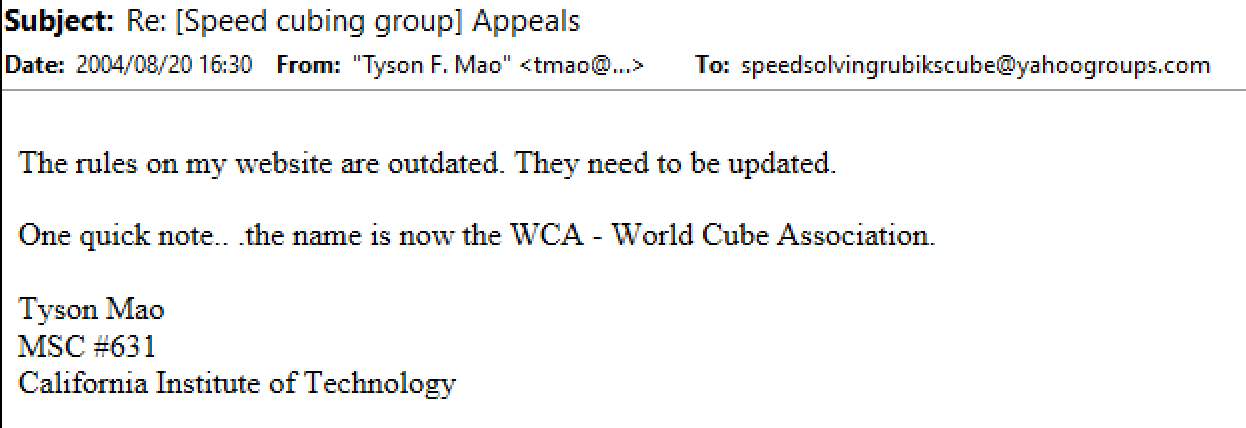 Subject: Re: [Speed cubing group] Appeals
Date: 2004/08/20 16:30 From: "Tyson F. Mao" <tmao@...> To: speedsolvingrubikscube@yahoogroups.com
The rules on my website are outdated. They need to be updated.
One quick note.. .the name is now the WCA - World Cube Association.
Tyson Mao
MSC #631
California Institute of Technology